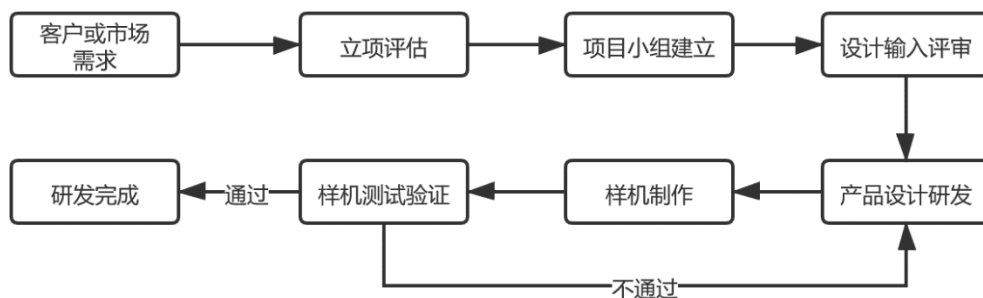 客户或市场
需求
立项评估
项目小组建立
设计输入评审
研发完成
通过
样机测试验证
样机制作
产品设计研发
不通过